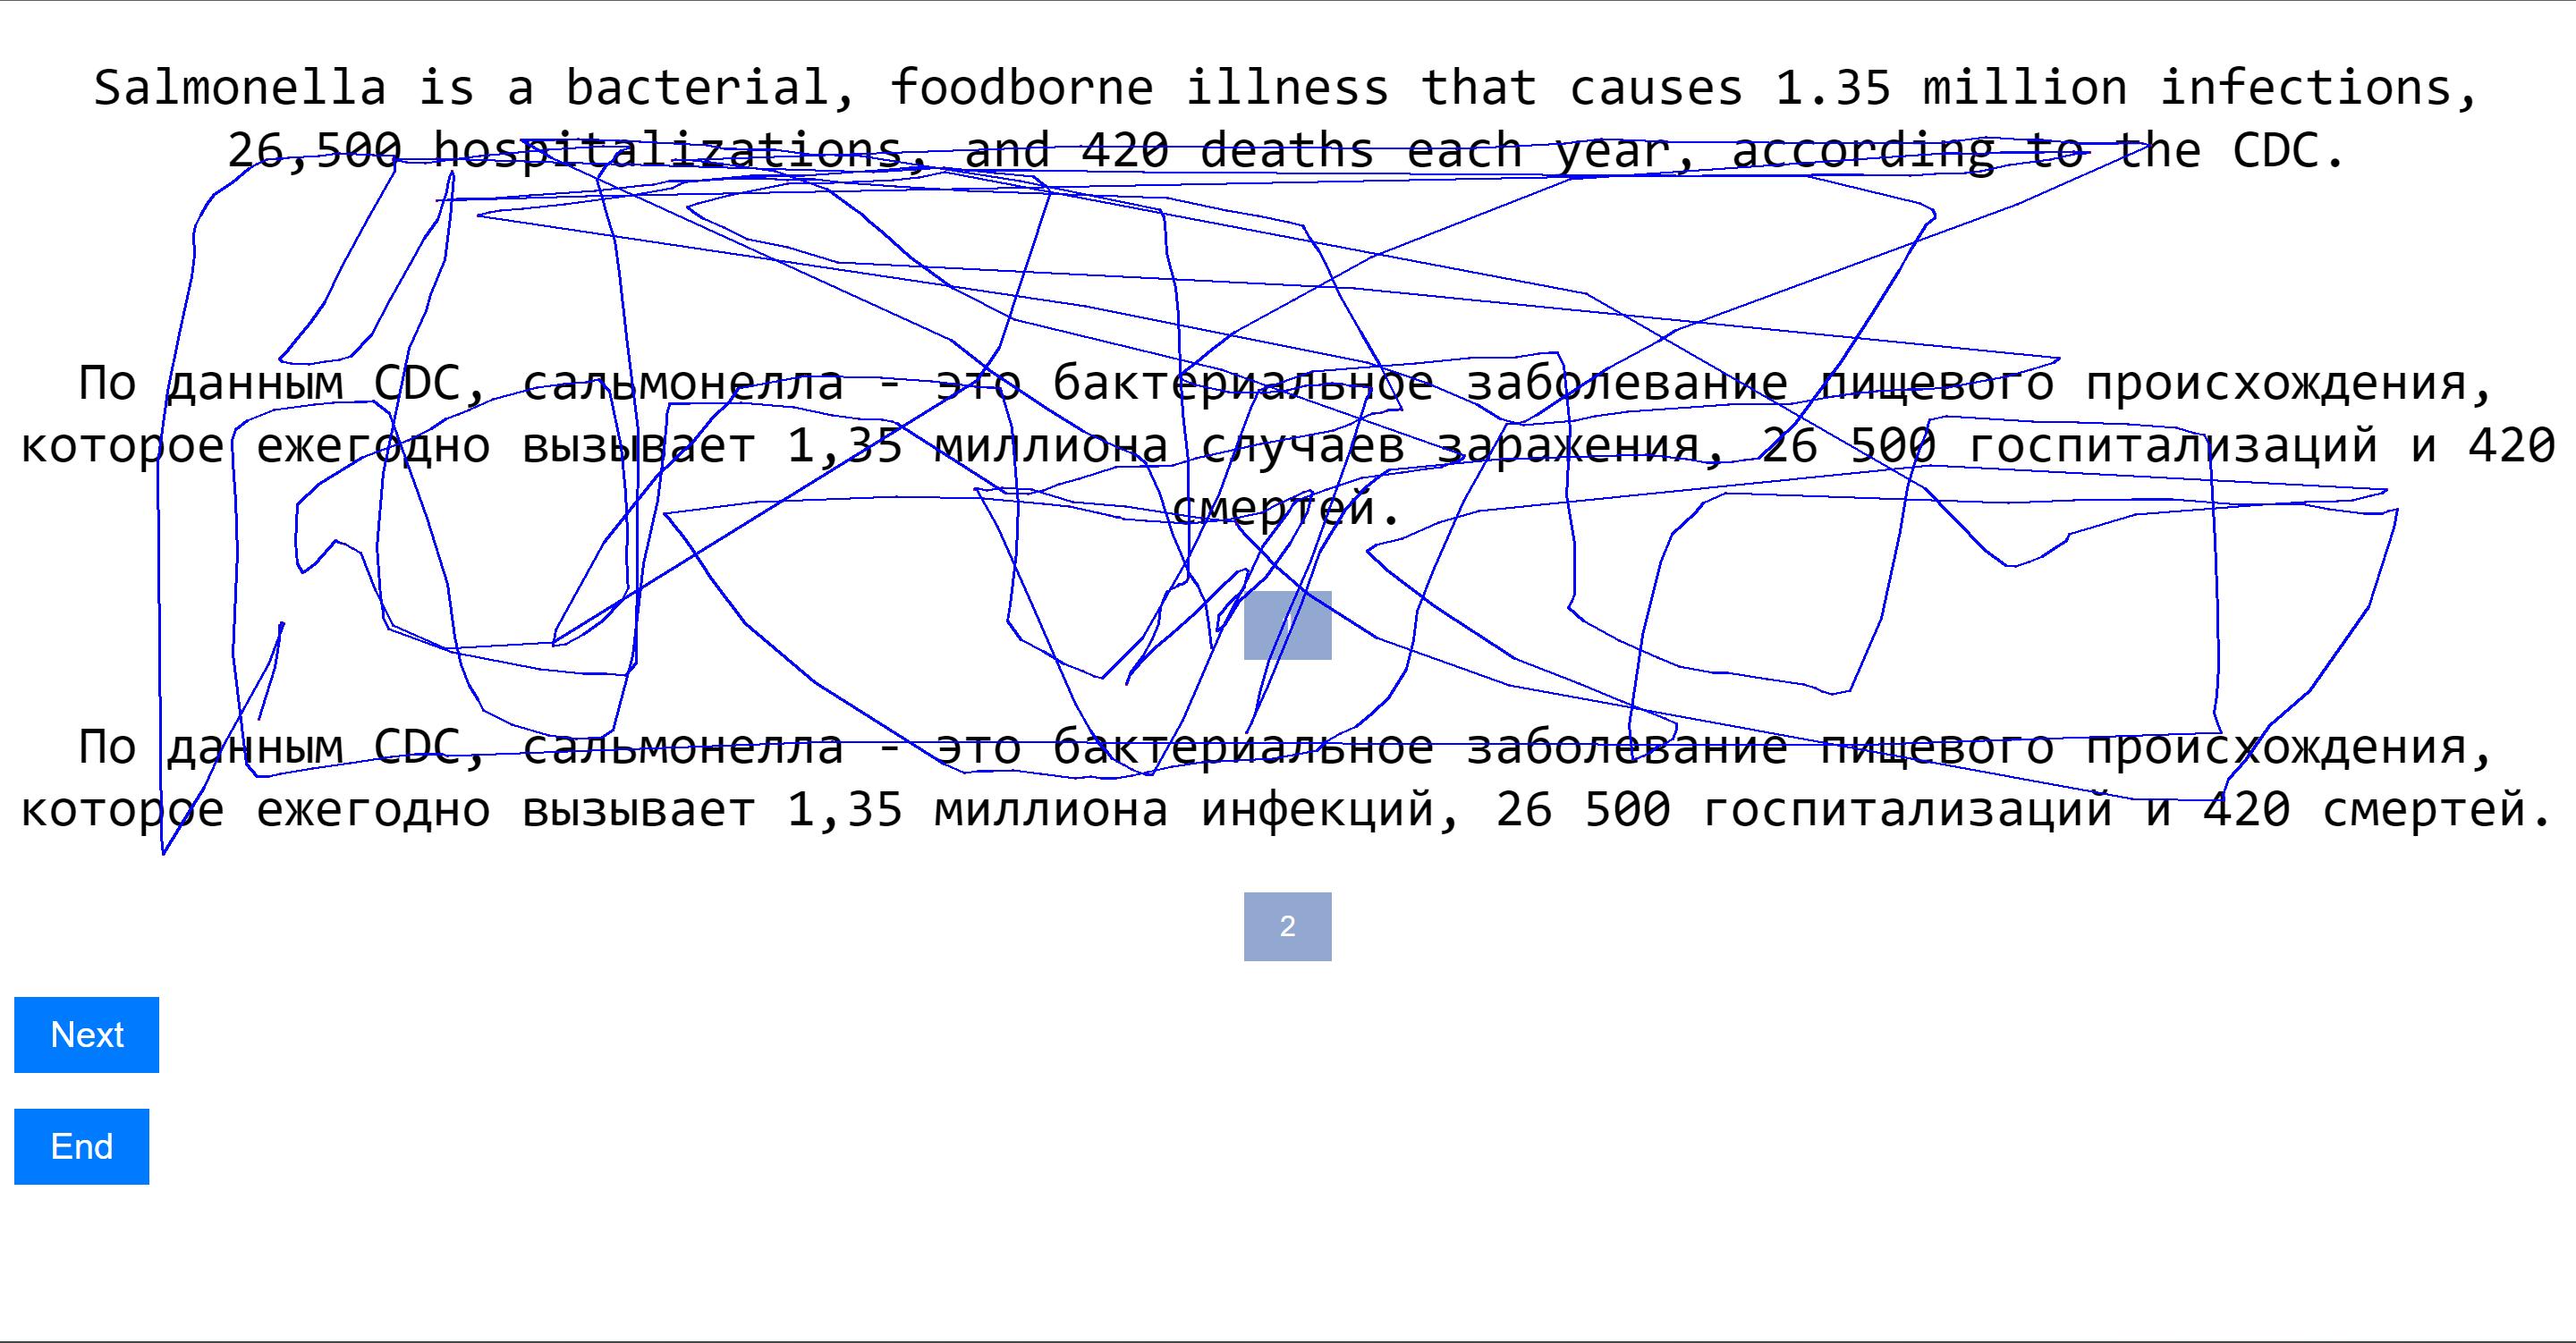 Salmonella is a bacterial, foodborne illness that causes 1.35 million infections,
26,500 hospitalizations, and 420 deaths each year, according to the CDC.
По данным CDC, сальмонелла - это бактериальное заболевание пищевого происхождения,
которое ежегодно вызывает 1,35 миллиона случаев заражения, 26 500 госпитализаций и 420
смертей.
По данным CDC, сальмонелла - это бактериальное заболевание пищевого происхождения,
которое ежегодно вызывает 1,35 миллиона инфекций, 26 500 госпитализаций и 420 смертей.
2
Next
End